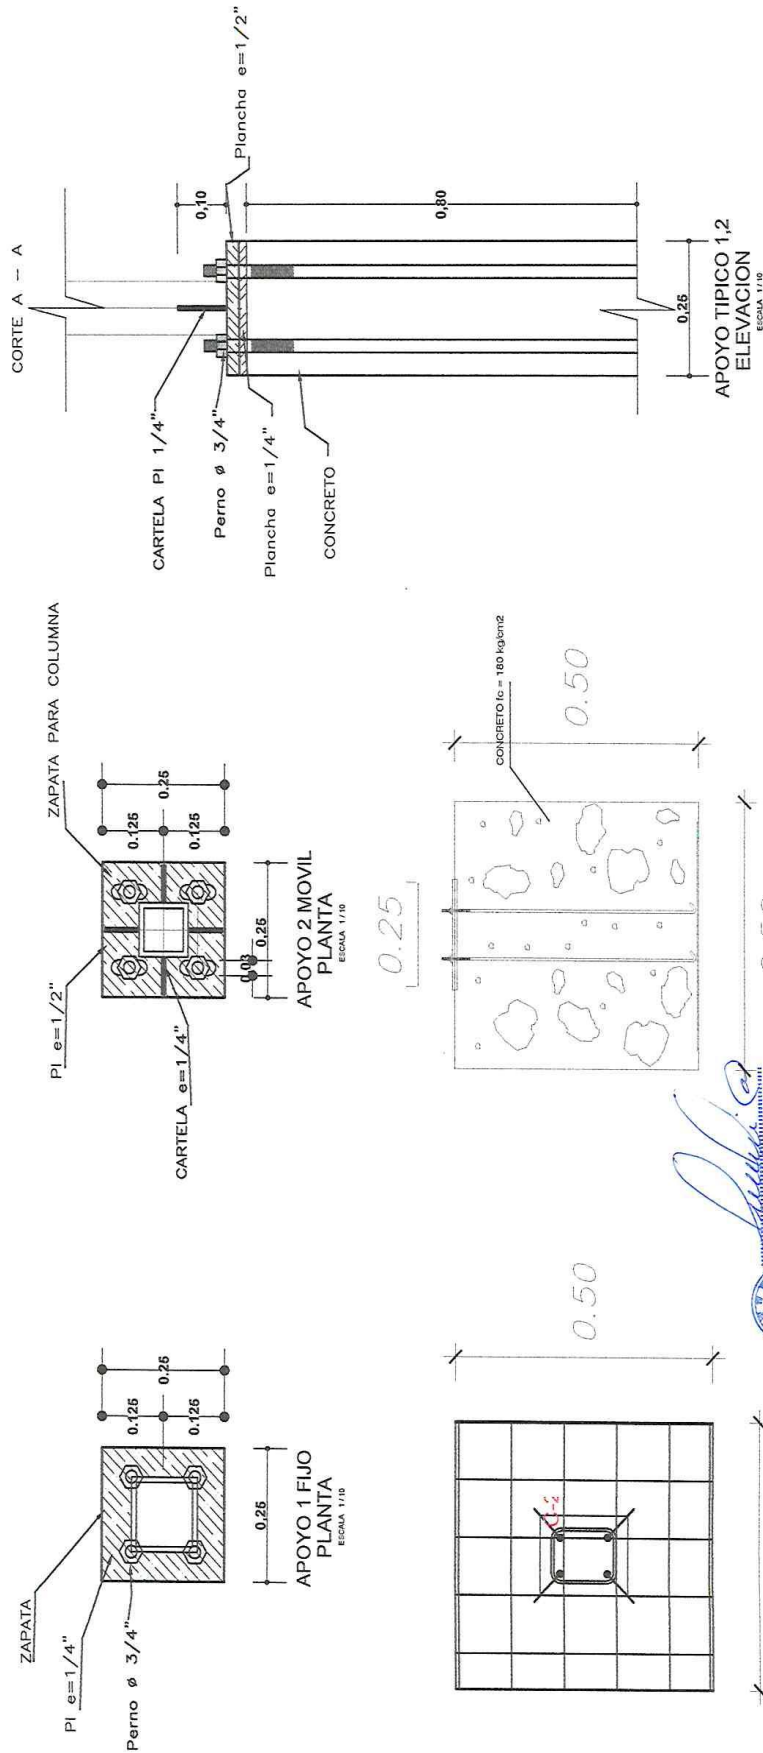 ZAPATA
Pl e=1/4"
Perno ø 3/4"
0.125
0.125
0.25
0,25
APOYO 1 FIJO
PLANTA
ESCALA 1/10
Pl e=1/2"
ZAPATA PARA COLUMNA
CARTELA e=1/4"
0.125
0.125
0.25
0.03
0,25
APOYO 2 MOVIL
PLANTA
ESCALA 1/10
CORTE A - A
CARTELA Pl 1/4"
Perno ø 3/4"
Plancha e=1/4"
CONCRETO
Plancha e=1/2"
0,10
0,80
0,25
APOYO TIPICO 1,2
ELEVACION
ESCALA 1/10
0.50
0.25
CONCRETO fc = 180 kg/cm2
0.50